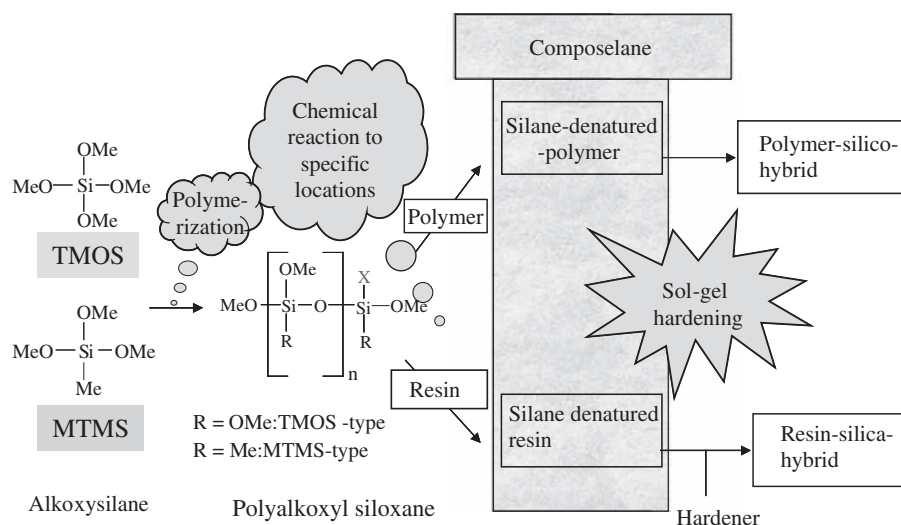 Composelane
Chemical
reaction to
specific
locations
Polyme-
rization
OMe
MeO—Si—OMe
OMe
TMOS
OMe
MeO—Si—OMe
Me
MTMS
Alkoxysilane
OMe X
MeO—Si—O—Si—OMe
R R
n
R = OMe:TMOS -type
R = Me:MTMS-type
Polyalkoxyl siloxane
Polymer
Resin
Silane-denatured
-polymer
Polymer-silico-
hybrid
Sol-gel
hardening
Silane denatured
resin
Resin-silica-
hybrid
Hardener